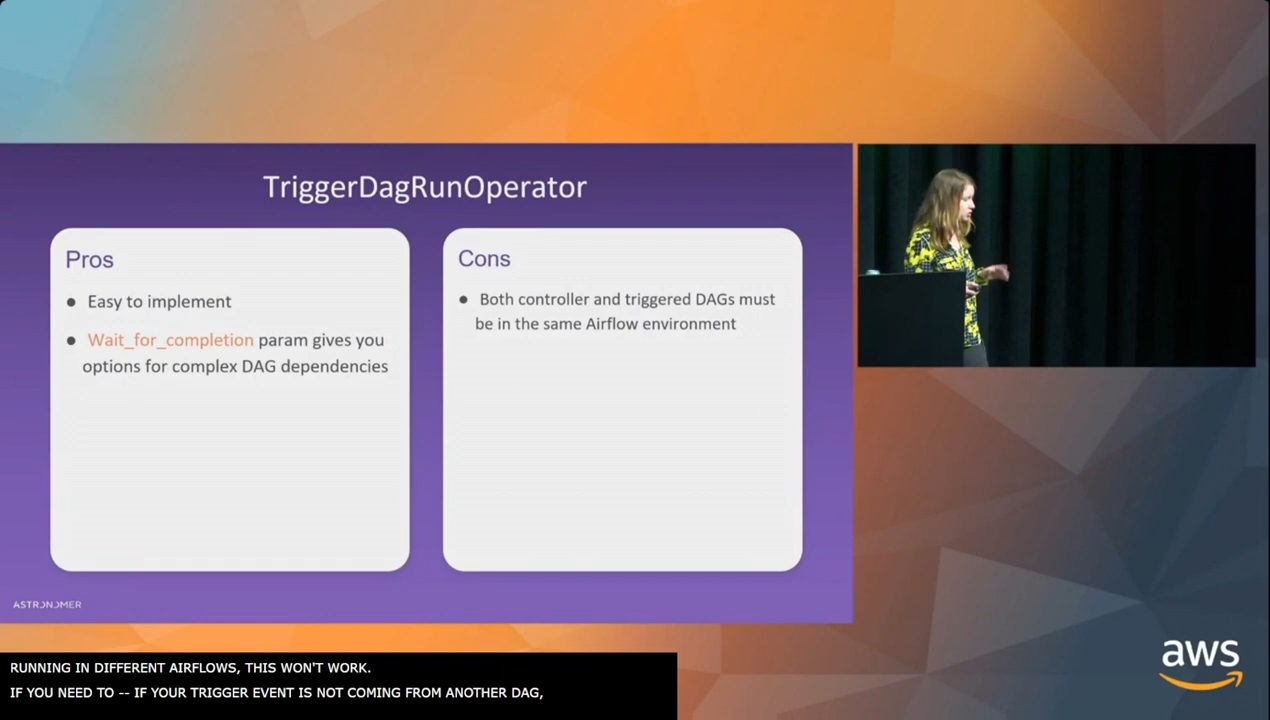 TriggerDagRunOperator
Pros
● Easy to implement
● Wait_for_completion param gives you
options for complex DAG dependencies
Cons
● Both controller and triggered DAGs must
be in the same Airflow environment
ASTRONOMER
RUNNING IN DIFFERENT AIRFLOWS, THIS WON'T WORK.
IF YOU NEED TO -- IF YOUR TRIGGER EVENT IS NOT COMING FROM ANOTHER DAG,
aws